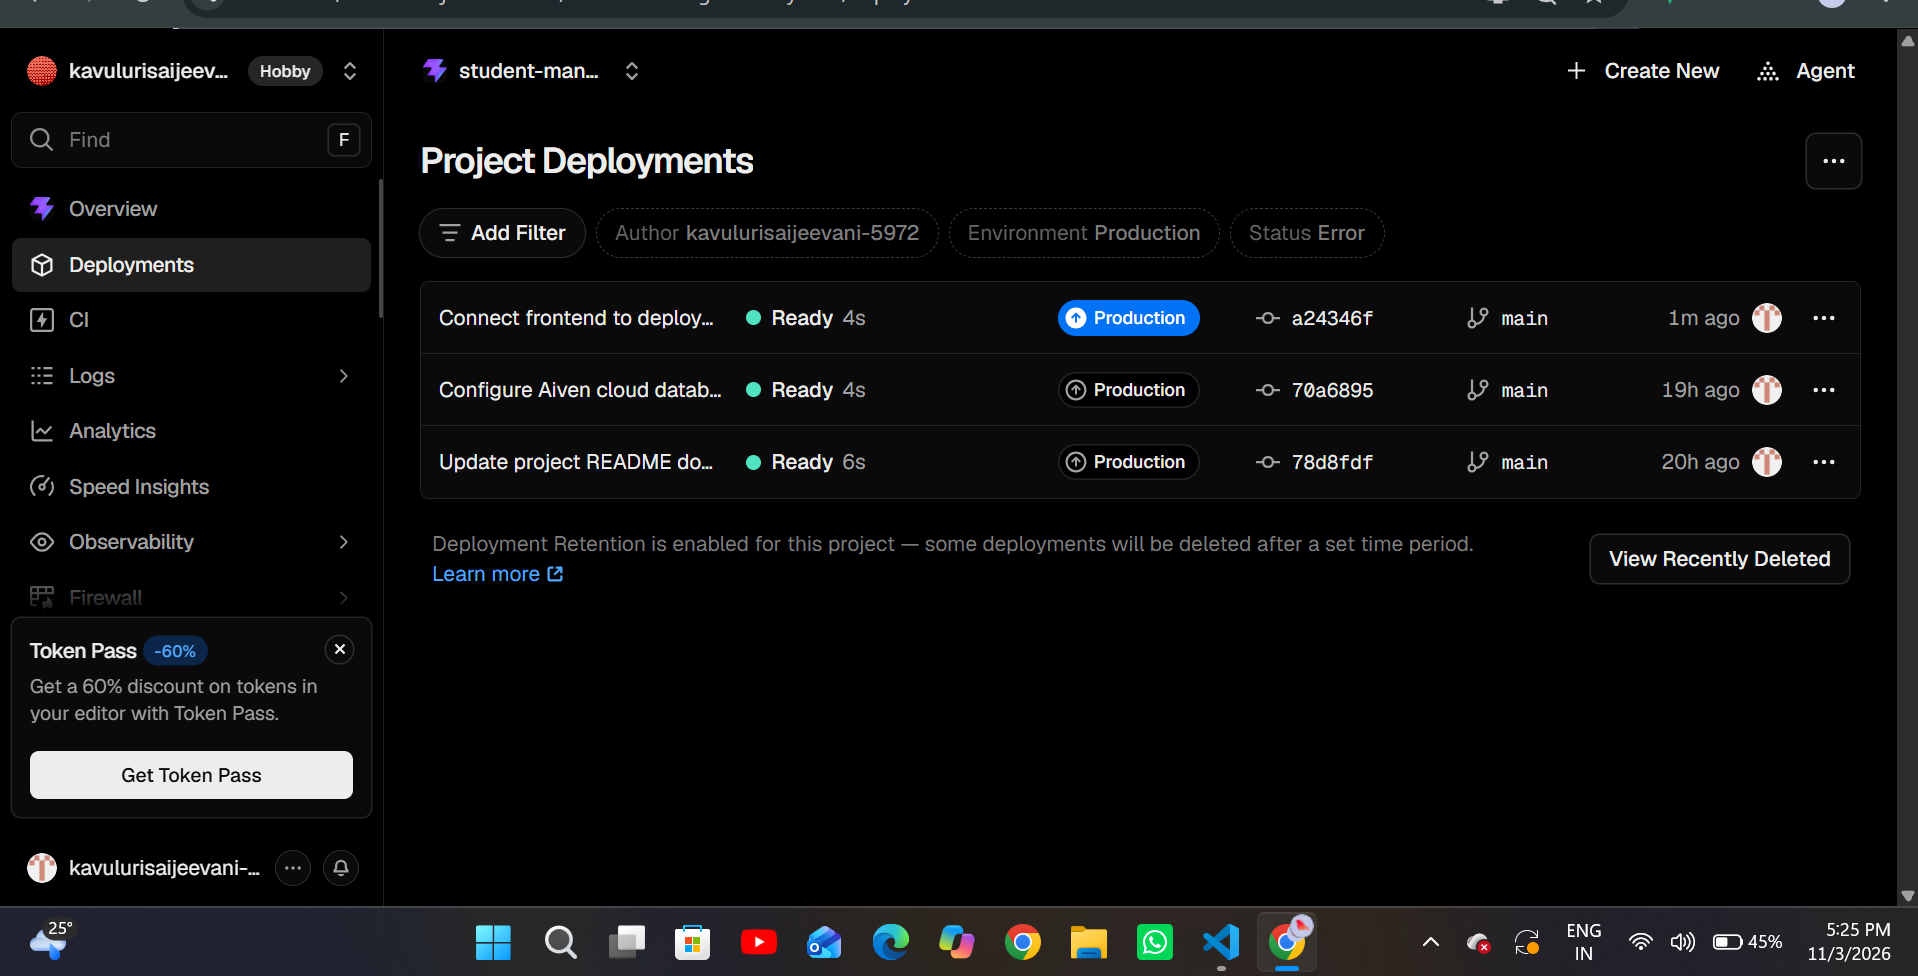 kavulurisaijeev...
Hobby
Find
F
Overview
Deployments
CI
Logs
Analytics
Speed Insights
Observability
Firewall
Token Pass -60%
Get a 60% discount on tokens in
your editor with Token Pass.
Get Token Pass
kavulurisaijeevani-...
student-man...
Create New
Agent
Project Deployments
Add Filter
Author kavulurisaijeevani-5972
Environment Production
Status Error
Connect frontend to deploy... Ready 4s Production a24346f main 1m ago
Configure Aiven cloud datab... Ready 4s Production 70a6895 main 19h ago
Update project README do... Ready 6s Production 78d8fdf main 20h ago
Deployment Retention is enabled for this project — some deployments will be deleted after a set time period.
Learn more
View Recently Deleted
25°
ENG
IN
45%
5:25 PM
11/3/2026